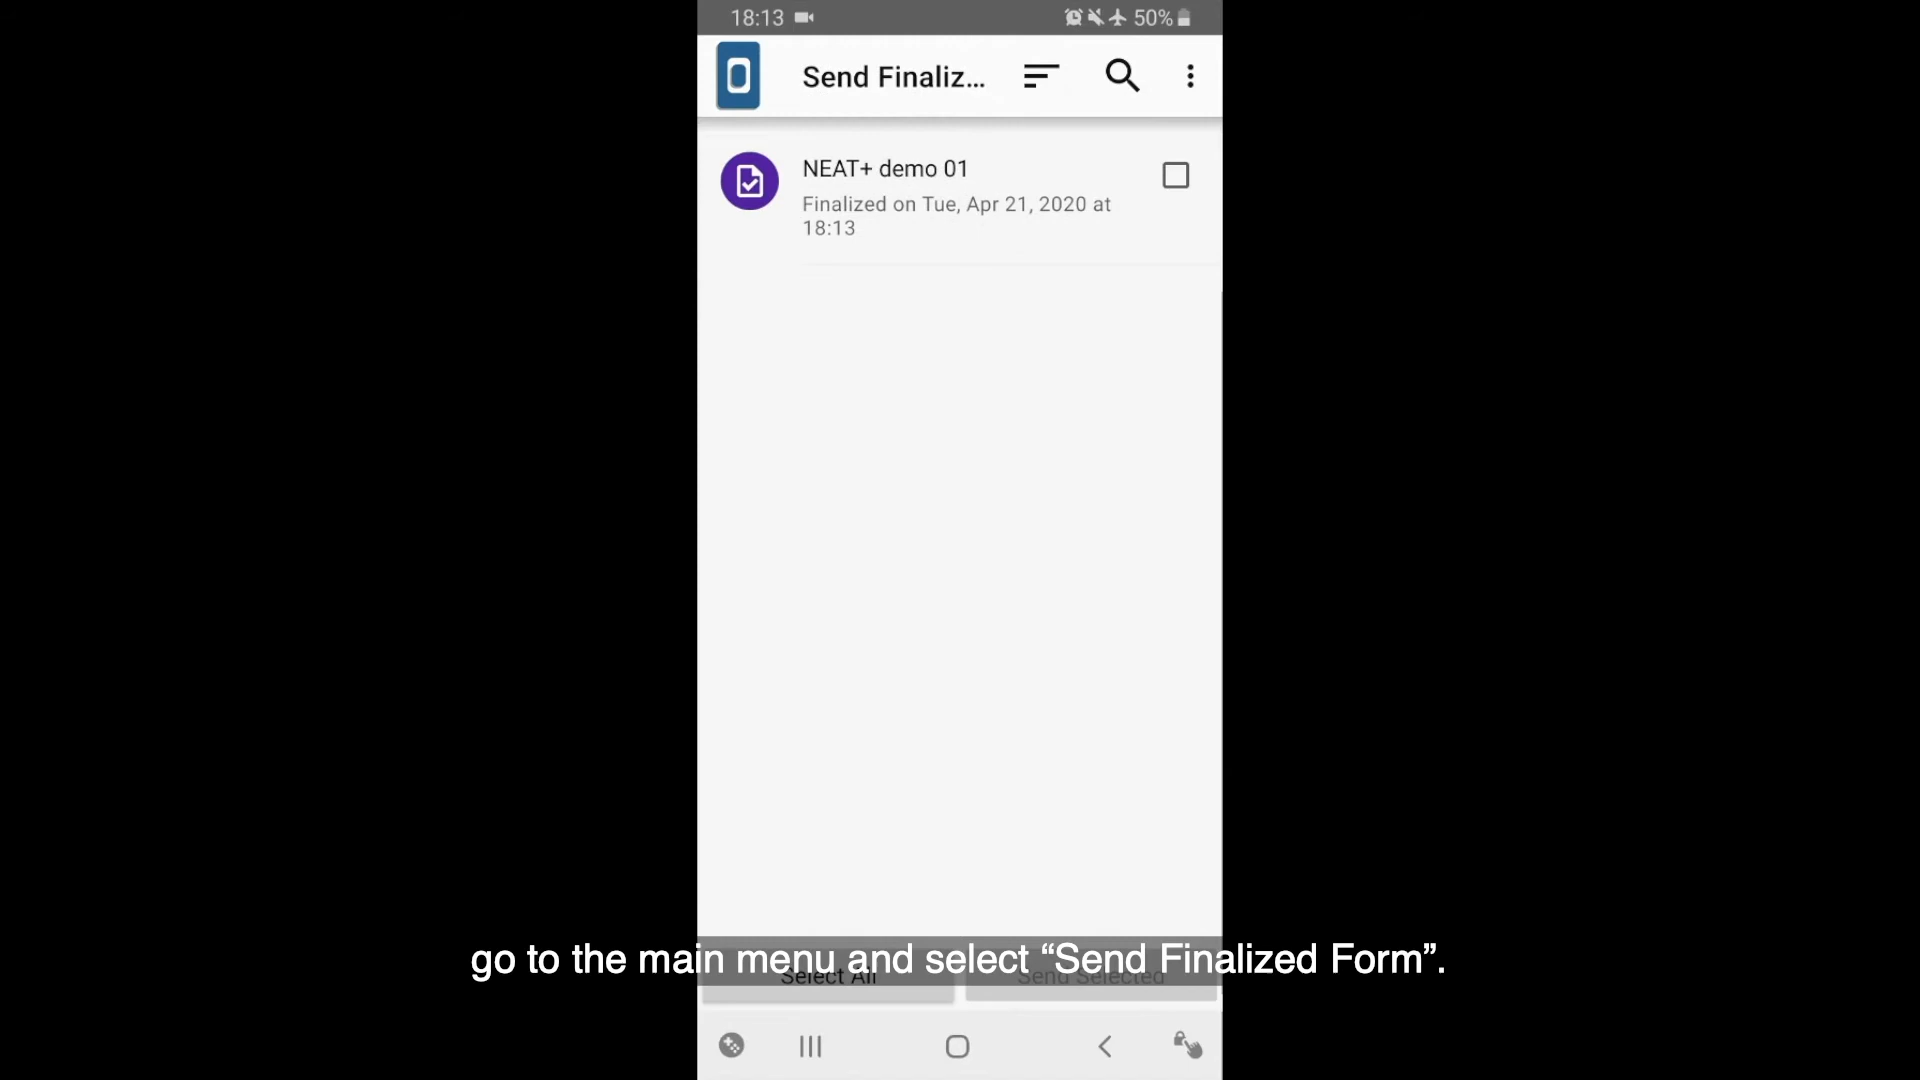 18:13
50%
Send Finaliz...
NEAT+ demo 01
Finalized on Tue, Apr 21, 2020 at
18:13
go to the main menu and select “Send Finalized Form”.
Select All
Send Selected